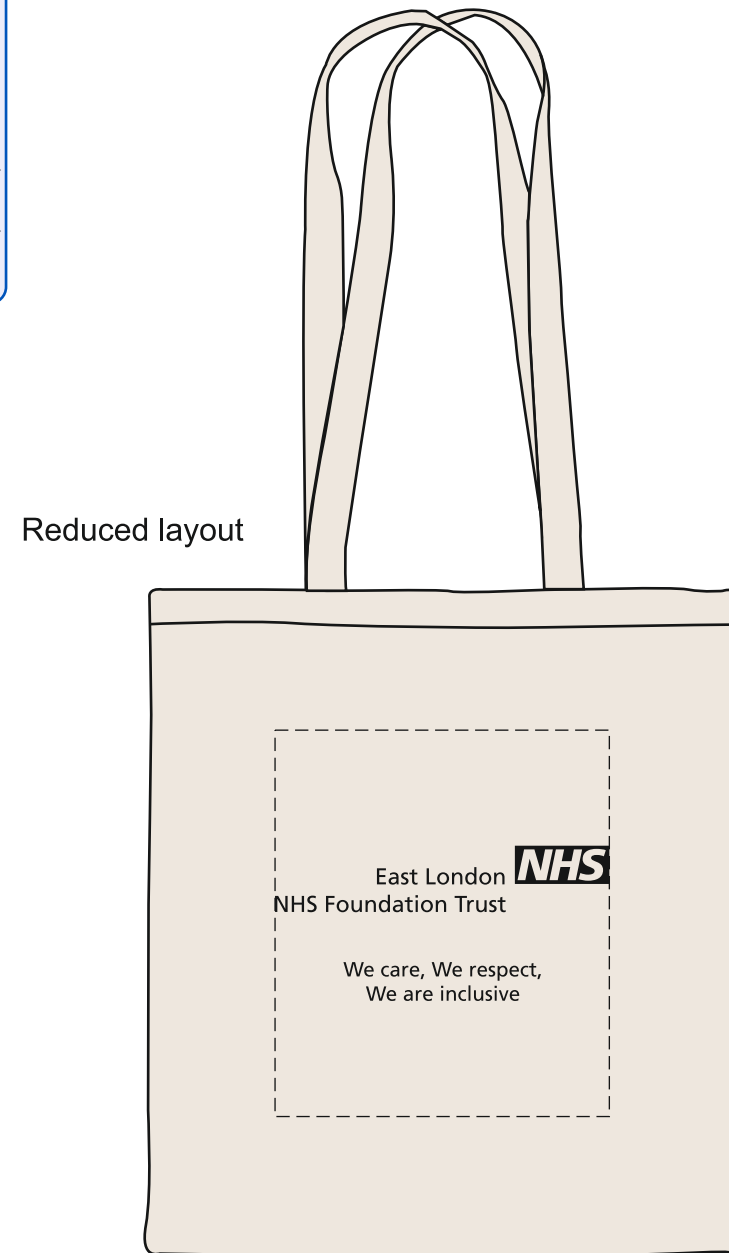 Reduced layout
East London NHS
NHS Foundation Trust
We care, We respect,
We are inclusive